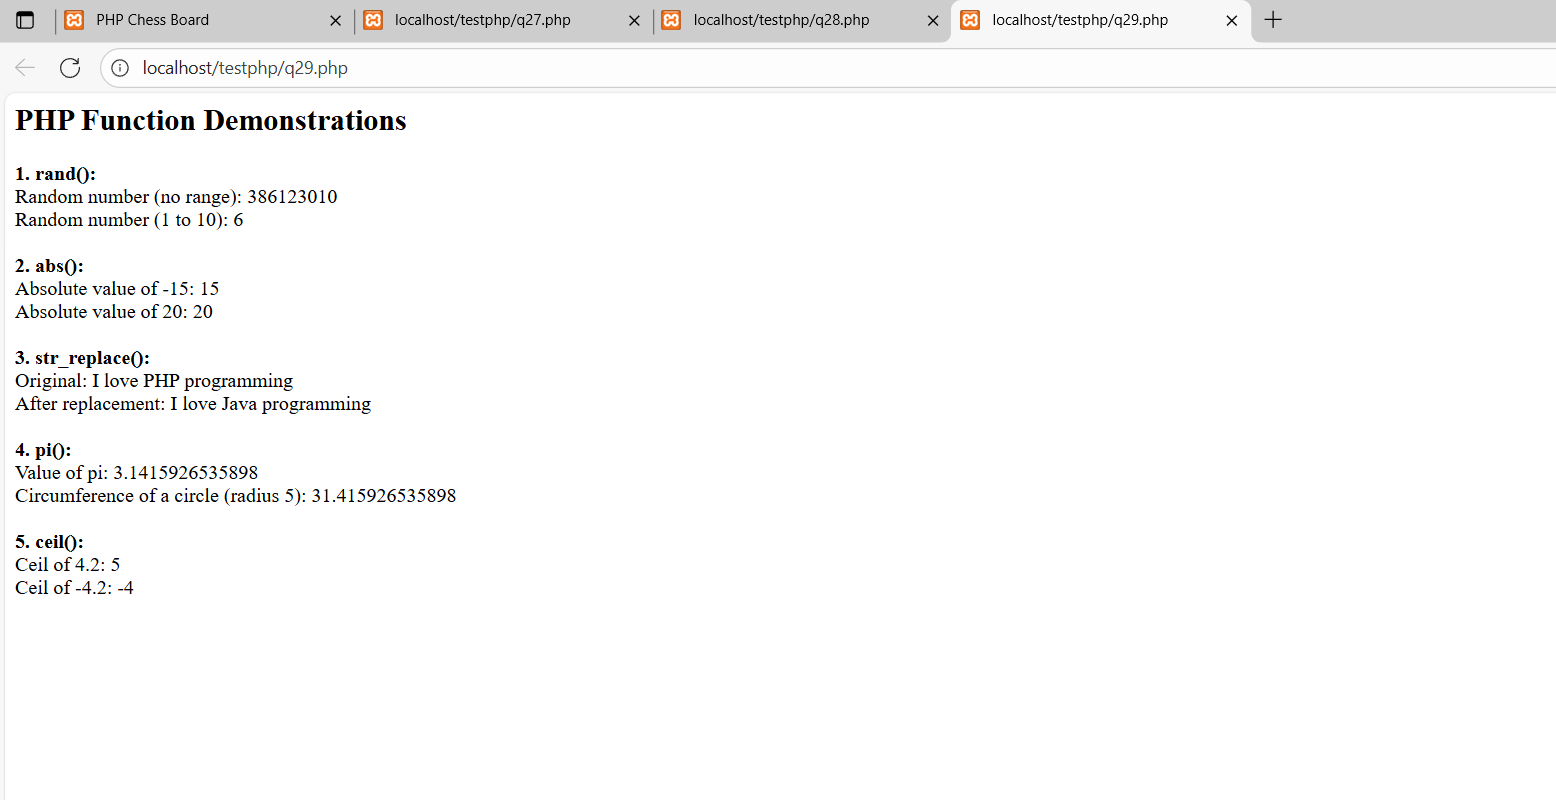 PHP Chess Board
localhost/testphp/q27.php
localhost/testphp/q28.php
localhost/testphp/q29.php
localhost/testphp/q29.php
PHP Function Demonstrations
1. rand():
Random number (no range): 386123010
Random number (1 to 10): 6
2. abs():
Absolute value of -15: 15
Absolute value of 20: 20
3. str_replace():
Original: I love PHP programming
After replacement: I love Java programming
4. pi():
Value of pi: 3.1415926535898
Circumference of a circle (radius 5): 31.415926535898
5. ceil():
Ceil of 4.2: 5
Ceil of -4.2: -4